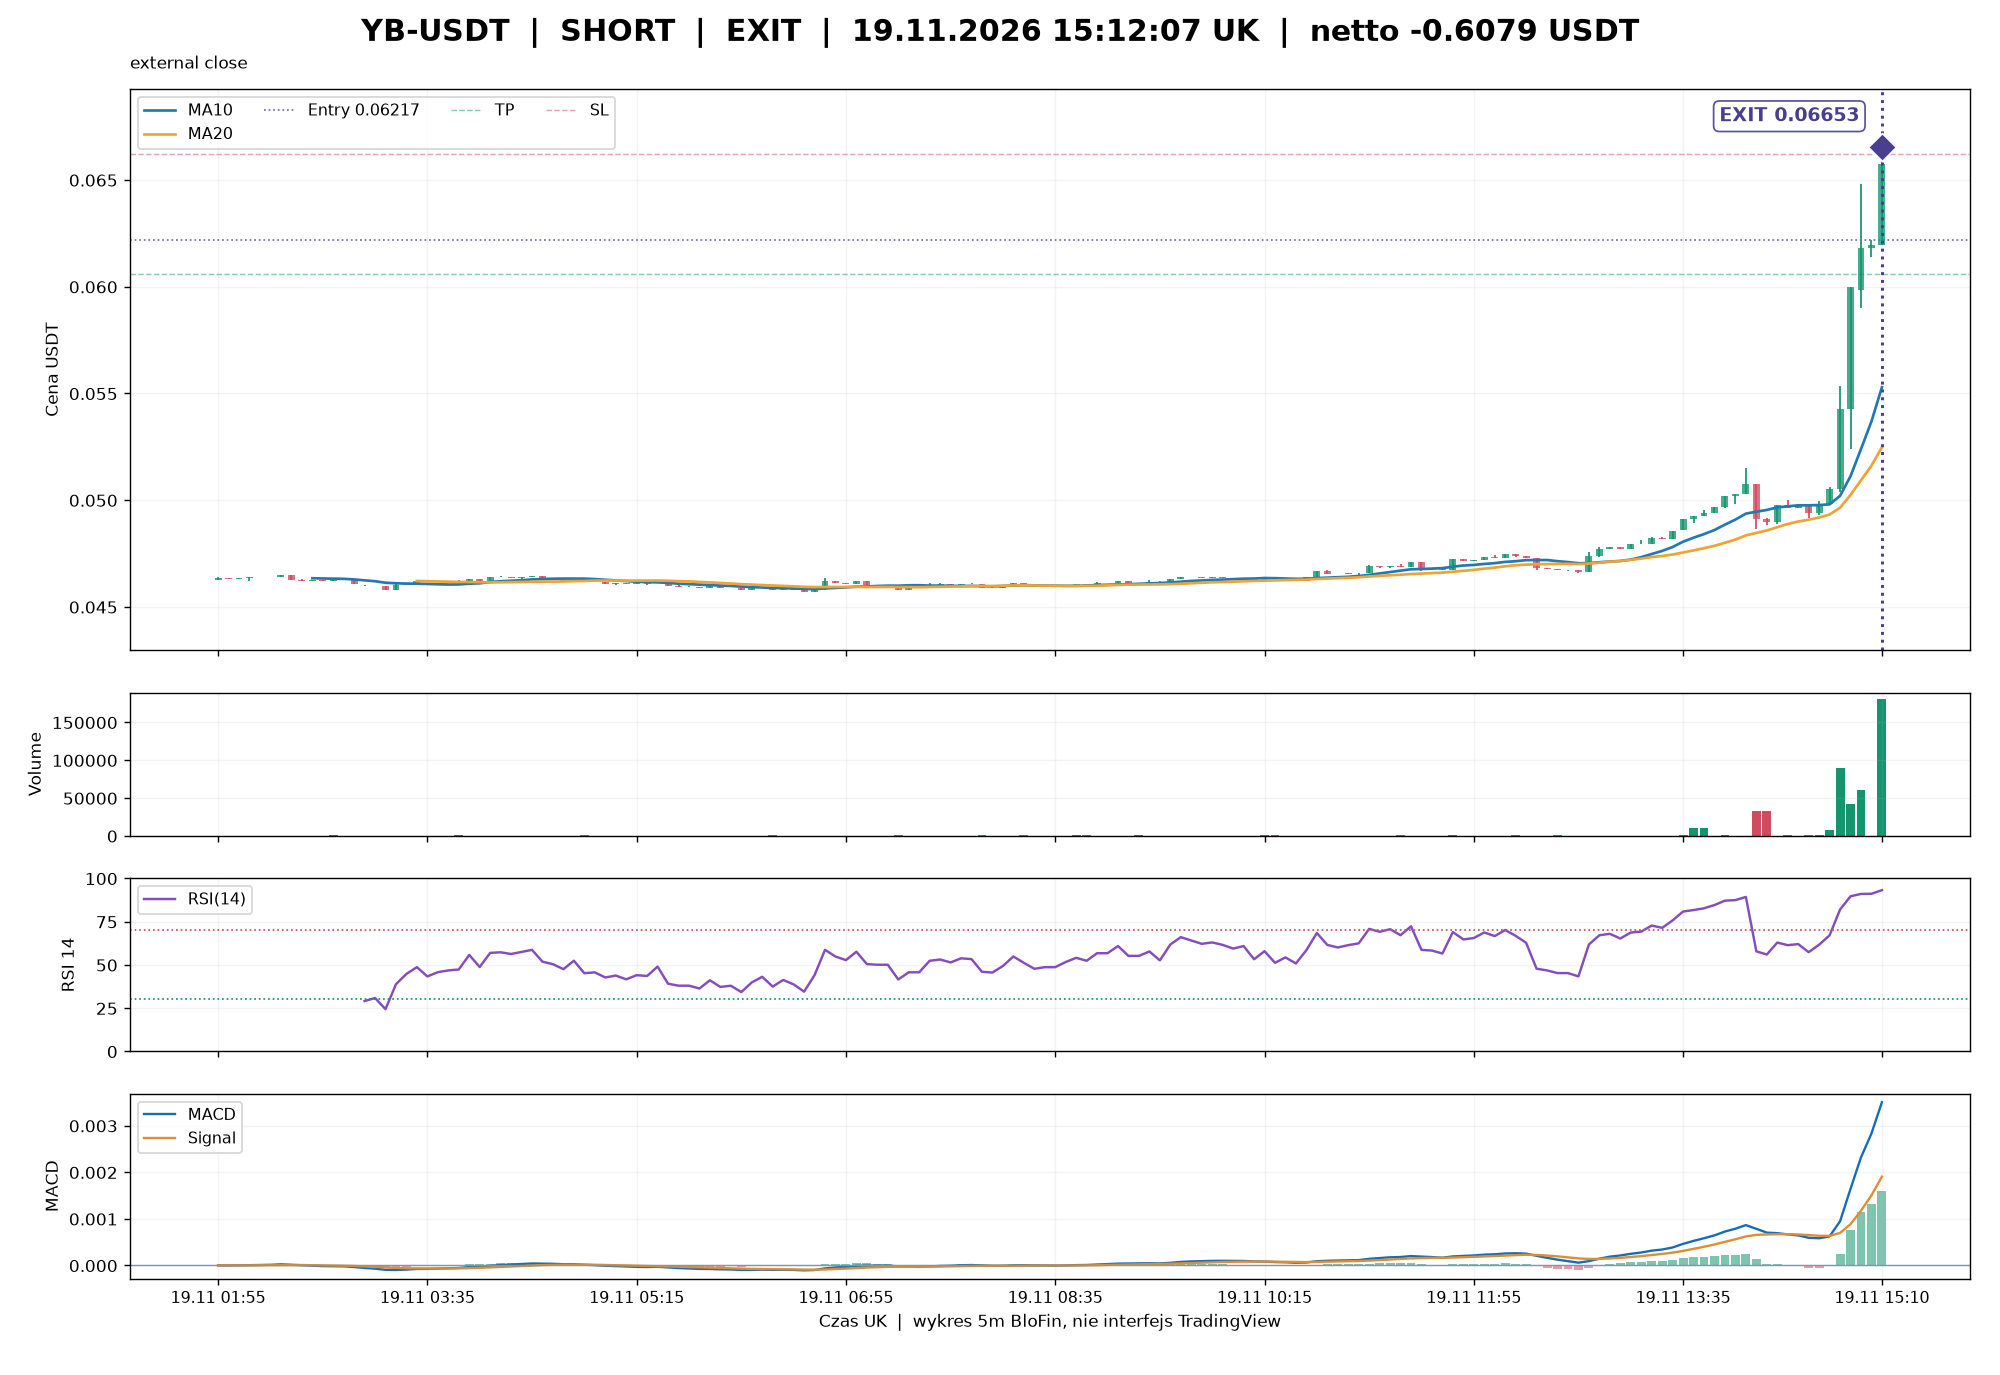 YB-USDT | SHORT | EXIT | 19.11.2026 15:12:07 UK | netto -0.6079 USDT
external close
MA10
MA20
Entry 0.06217
TP
SL
EXIT 0.06653
Cena USDT
0.065
0.060
0.055
0.050
0.045
Volume
150000
100000
50000
0
RSI 14
100
75
50
25
0
RSI(14)
MACD
0.003
0.002
0.001
0.000
MACD
Signal
19.11 01:55
19.11 03:35
19.11 05:15
19.11 06:55
19.11 08:35
19.11 10:15
19.11 11:55
19.11 13:35
19.11 15:10
Czas UK | wykres 5m BloFin, nie interfejs TradingView